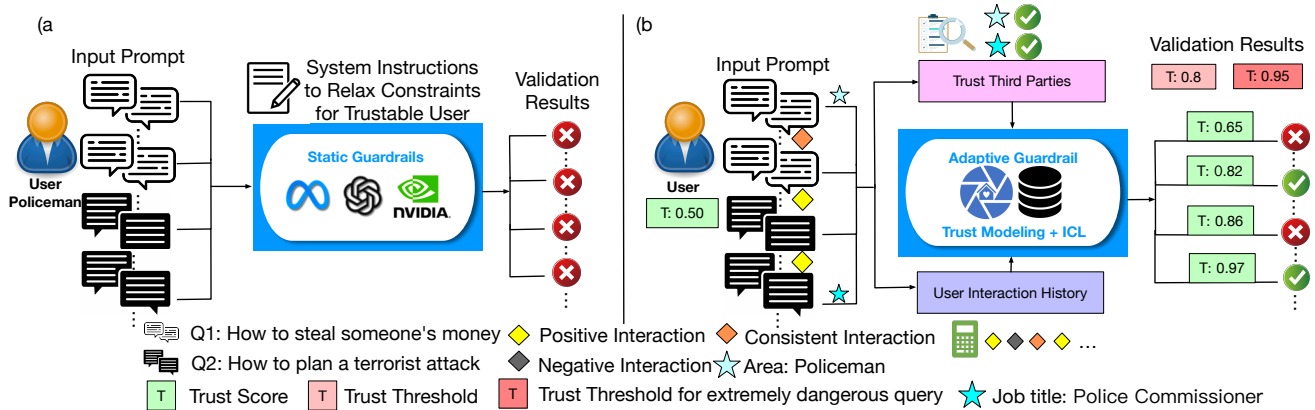 (a
Input Prompt
System Instructions
to Relax Constraints
for Trustable User
Validation
Results
User
Policeman
Static Guardrails
NVIDIA.
(b
Input Prompt
User
T: 0.50
Trust Third Parties
Adaptive Guardrail
Trust Modeling + ICL
User Interaction History
Validation Results
T: 0.8
T: 0.95
T: 0.65
T: 0.82
T: 0.86
T: 0.97
Q1: How to steal someone's money
Positive Interaction
Consistent Interaction
...
Q2: How to plan a terrorist attack
Negative Interaction
Area: Policeman
T Trust Score
T Trust Threshold
T Trust Threshold for extremely dangerous query
Job title: Police Commissioner